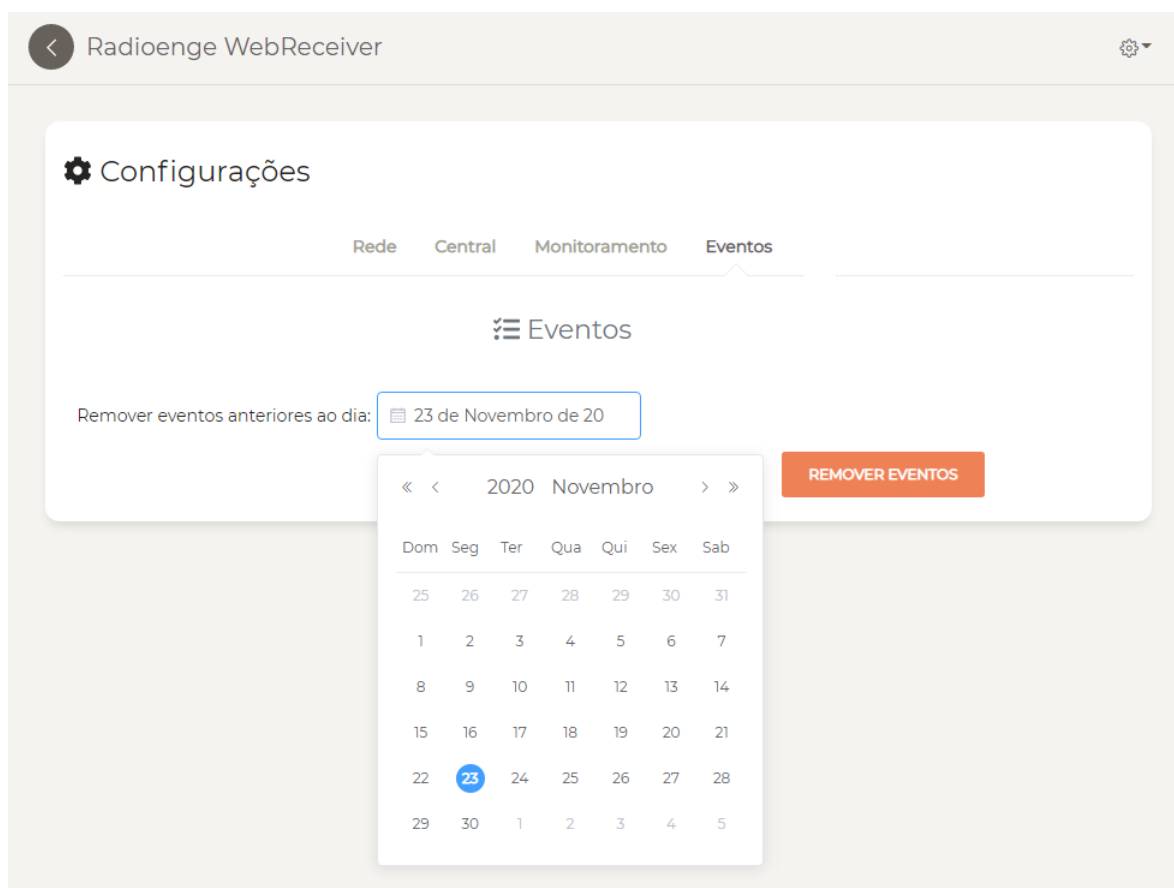 Radioenge WebReceiver
Configurações
Rede Central Monitoramento Eventos
Eventos
Remover eventos anteriores ao dia: 23 de Novembro de 20
REMOVER EVENTOS
2020 Novembro
Dom Seg Ter Qua Qui Sex Sab
25 26 27 28 29 30 31
1 2 3 4 5 6 7
8 9 10 11 12 13 14
15 16 17 18 19 20 21
22 23 24 25 26 27 28
29 30 1 2 3 4 5